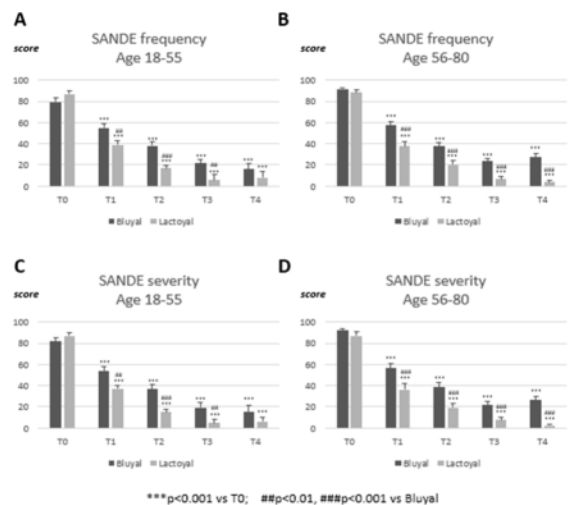 A
SANDE frequency
Age 18-55
score
100
80
60
40
20
0
***
##
***
***
###
***
***
##
***
***
***
T0 T1 T2 T3 T4
Bluyal Lactoyal
B
SANDE frequency
Age 56-80
score
100
80
60
40
20
0
***
###
***
***
###
***
***
###
***
***
###
***
T0 T1 T2 T3 T4
Bluyal Lactoyal
C
SANDE severity
Age 18-55
score
100
80
60
40
20
0
***
##
***
***
###
***
***
##
***
***
***
T0 T1 T2 T3 T4
Bluyal Lactoyal
D
SANDE severity
Age 56-80
score
100
80
60
40
20
0
***
###
***
***
###
***
***
###
***
***
###
***
T0 T1 T2 T3 T4
Bluyal Lactoyal
***p<0.001 vs T0; ##p<0.01, ###p<0.001 vs Bluyal